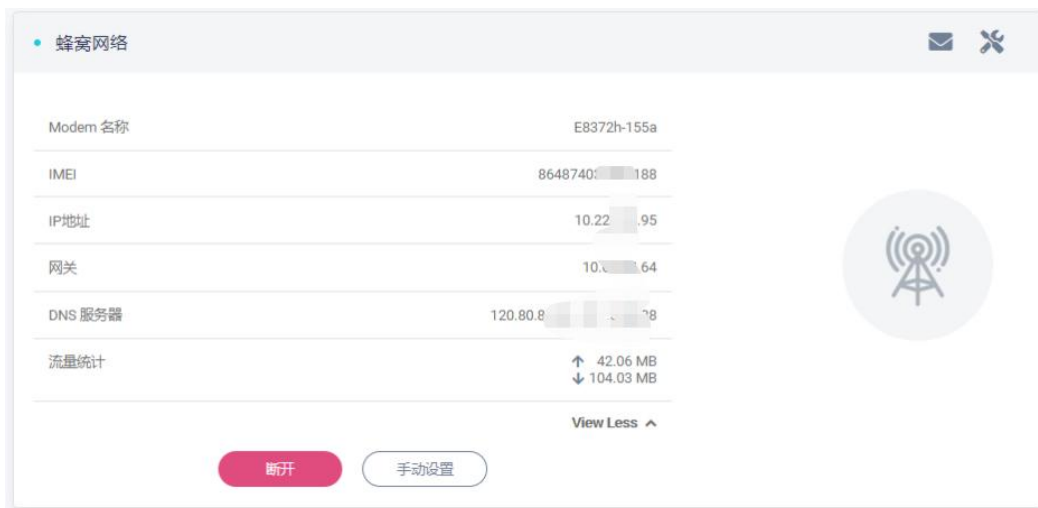 蜂窝网络
Modem 名称 E8372h-155a
IMEI 8648740 188
IP地址 10.22 .95
网关 10. 64
DNS 服务器 120.80.8
流量统计 ↑ 42.06 MB
↓ 104.03 MB
View Less
断开 手动设置